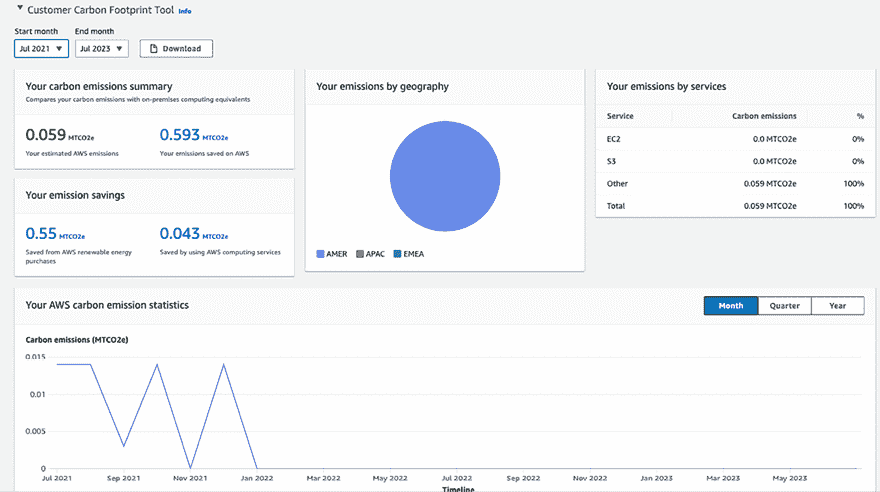 Customer Carbon Footprint Tool Info
Start month End month
Jul 2021 Jul 2023 Download
Your carbon emissions summary
Compares your carbon emissions with on-premises computing equivalents
0.059 MTCO2e 0.593 MTCO2e
Your estimated AWS emissions Your emissions saved on AWS
Your emission savings
0.55 MTCO2e 0.043 MTCO2e
Saved from AWS renewable energy purchases Saved by using AWS computing services
Your emissions by geography
AMER APAC EMEA
Your emissions by services
Service Carbon emissions %
EC2 0.0 MTCO2e 0%
S3 0.0 MTCO2e 0%
Other 0.059 MTCO2e 100%
Total 0.059 MTCO2e 100%
Your AWS carbon emission statistics
Month Quarter Year
Carbon emissions (MTCO2e)
0.015
0.01
0.005
0
Jul 2021 Sep 2021 Nov 2021 Jan 2022 Mar 2022 May 2022 Jul 2022 Sep 2022 Nov 2022 Jan 2023 Mar 2023 May 2023
Timeline